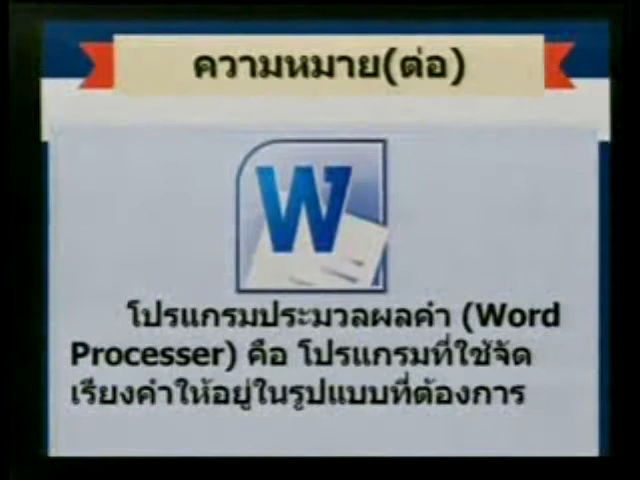 ความหมาย(ต่อ)
W
โปรแกรมประมวลผลคำ (Word
Processer) คือ โปรแกรมที่ใช้จัด
เรียงคำให้อยู่ในรูปแบบที่ต้องการ